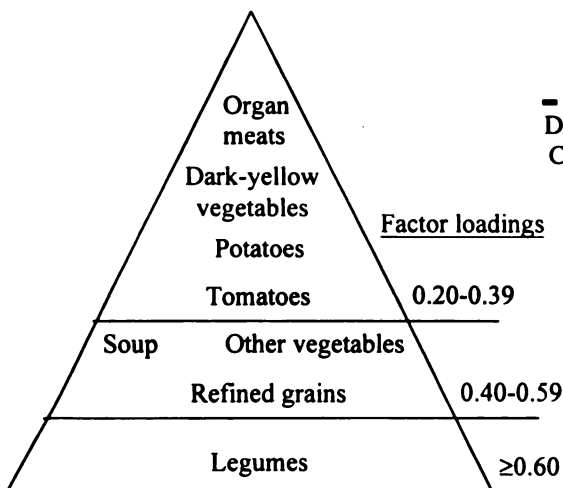 Organ
meats
Dark-yellow
vegetables
Potatoes
Factor loadings
Tomatoes 0.20-0.39
Soup Other vegetables
Refined grains 0.40-0.59
Legumes ≥0.60